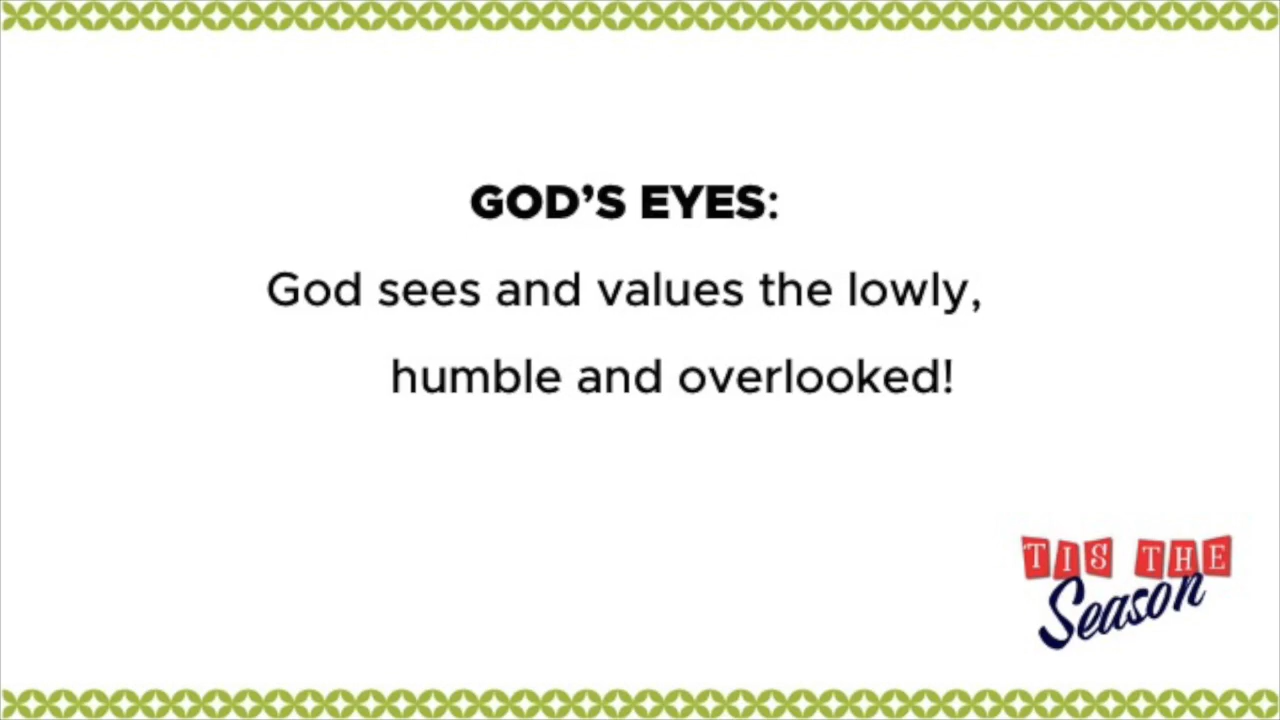 GOD’S EYES:
God sees and values the lowly,
humble and overlooked!
TIS THE
Season